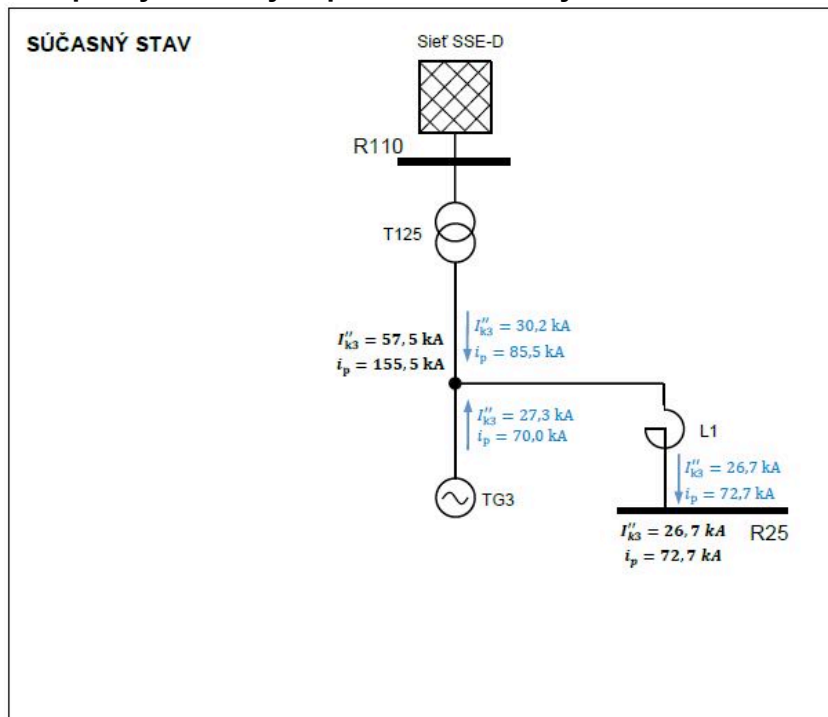 SÚČASNÝ STAV
Sieť SSE-D
R110
T125
I''k3 = 57,5 kA
ip = 155,5 kA
I''k3 = 30,2 kA
ip = 85,5 kA
I''k3 = 27,3 kA
ip = 70,0 kA
TG3
L1
I''k3 = 26,7 kA
ip = 72,7 kA
I''k3 = 26,7 kA
ip = 72,7 kA
R25